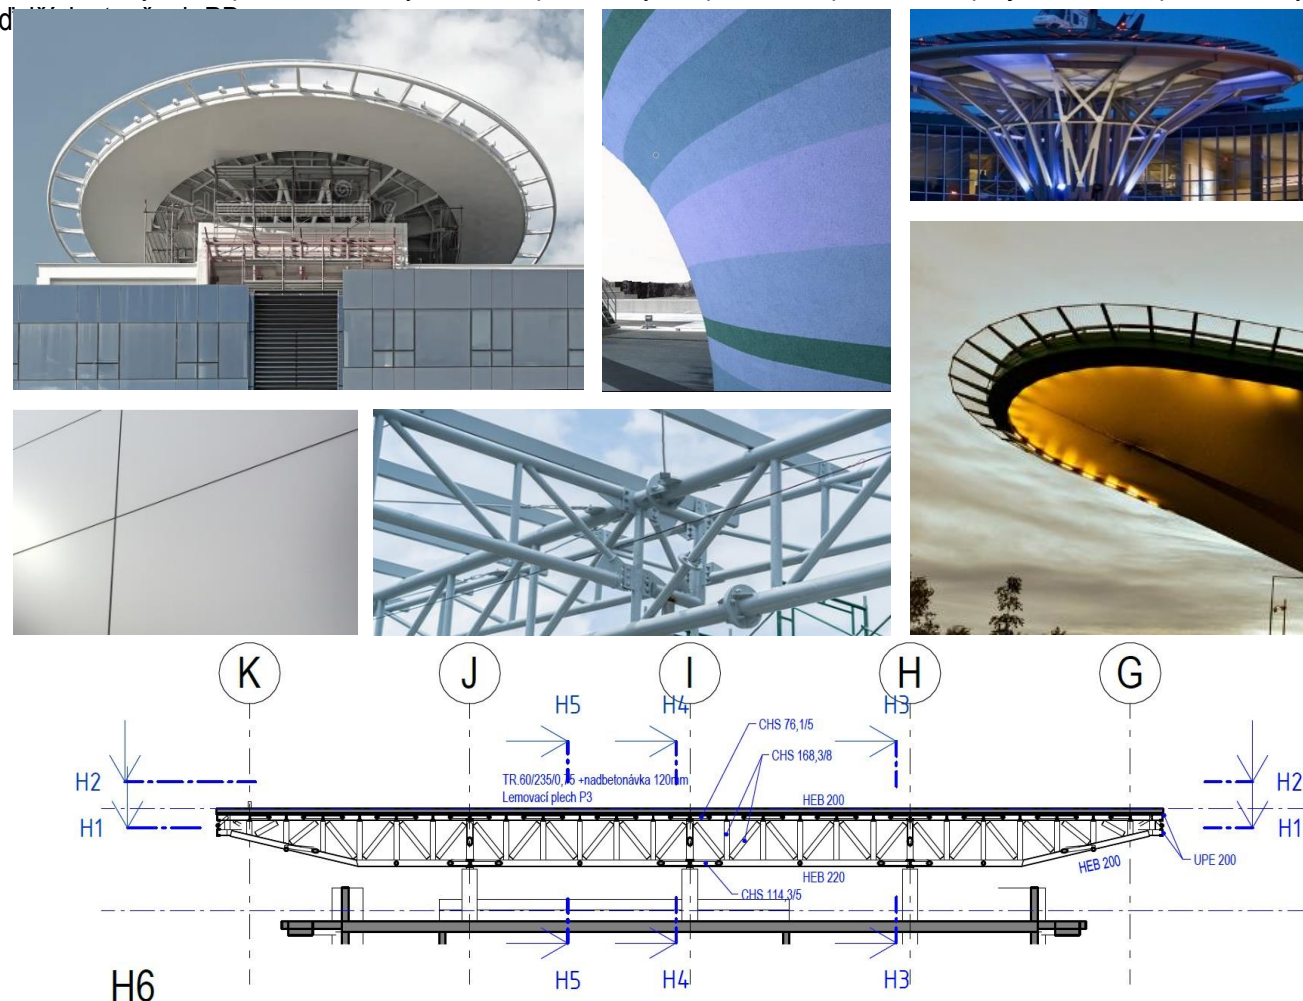 K J I H G
H5 H4 H3
CHS 76,1/5
CHS 168,3/8
H2 H2
TR.60/235/0,75 +nadbetonávka 120mm
Lemovací plech P3
HEB 200
H1 H1
UPE 200
HEB 200
HEB 220
CHS 114,3/5
H5 H4 H3
H6